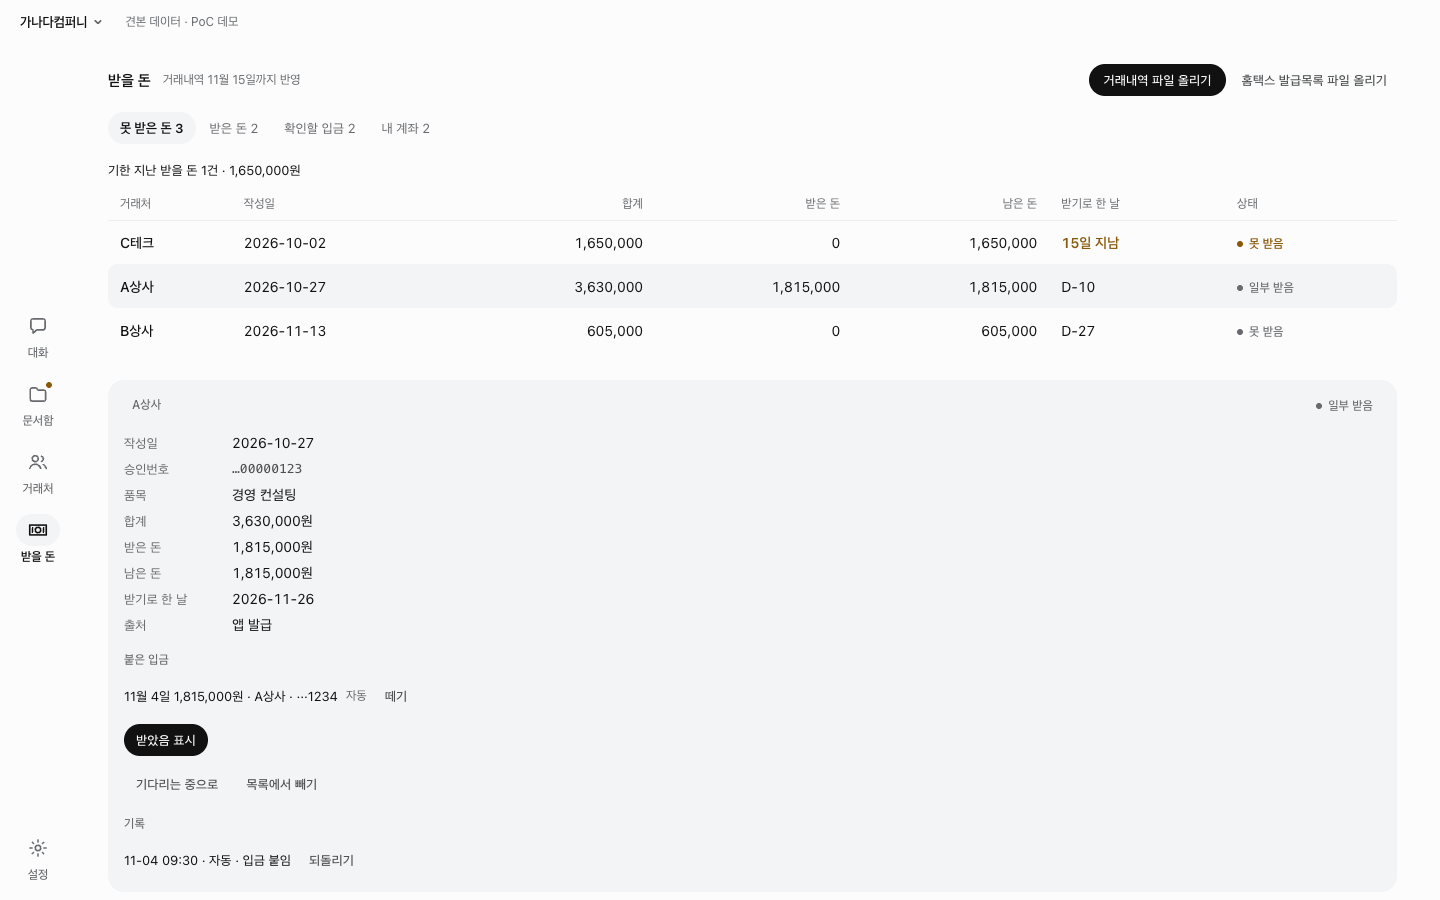 가나다컴퍼니 견본 데이터 · PoC 데모
받을 돈 거래내역 11월 15일까지 반영 거래내역 파일 올리기 홈택스 발급목록 파일 올리기
못 받은 돈 3 받은 돈 2 확인할 입금 2 내 계좌 2
기한 지난 받을 돈 1건 · 1,650,000원
거래처 작성일 합계 받은 돈 남은 돈 받기로 한 날 상태
C테크 2026-10-02 1,650,000 0 1,650,000 15일 지남 못 받음
A상사 2026-10-27 3,630,000 1,815,000 1,815,000 D-10 일부 받음
B상사 2026-11-13 605,000 0 605,000 D-27 못 받음
대화
문서함
거래처
받을 돈
설정
A상사 일부 받음
작성일 2026-10-27
승인번호 …00000123
품목 경영 컨설팅
합계 3,630,000원
받은 돈 1,815,000원
남은 돈 1,815,000원
받기로 한 날 2026-11-26
출처 앱 발급
붙은 입금
11월 4일 1,815,000원 · A상사 · ···1234 자동 떼기
받았음 표시
기다리는 중으로 목록에서 빼기
기록
11-04 09:30 · 자동 · 입금 붙임 되돌리기